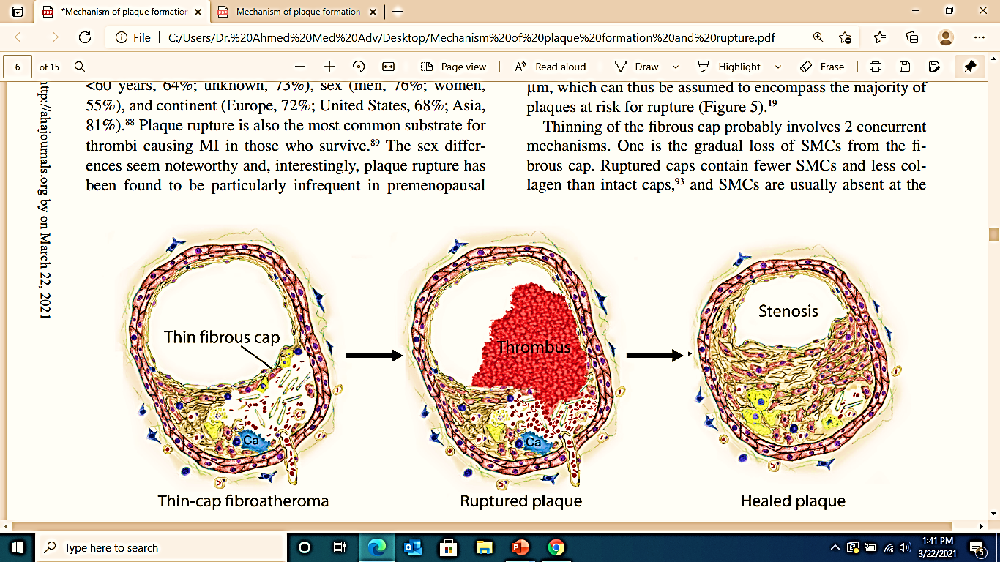 *Mechanism of plaque formation
Mechanism of plaque formation
File
C:/Users/Dr.%20Ahmed%20Med%20Adv/Desktop/Mechanism%20of%20plaque%20formation%20and%20rupture.pdf
6
of 15
Page view
Read aloud
Draw
Highlight
Erase
<60 years, 64%; unknown, 73%), sex (men, 76%; women,
55%), and continent (Europe, 72%; United States, 68%; Asia,
81%).88 Plaque rupture is also the most common substrate for
thrombi causing MI in those who survive.89 The sex differ-
ences seem noteworthy and, interestingly, plaque rupture has
been found to be particularly infrequent in premenopausal
μm, which can thus be assumed to encompass the majority of
plaques at risk for rupture (Figure 5).19
Thinning of the fibrous cap probably involves 2 concurrent
mechanisms. One is the gradual loss of SMCs from the fi-
brous cap. Ruptured caps contain fewer SMCs and less col-
lagen than intact caps,93 and SMCs are usually absent at the
http://ahajournals.org by on March 22, 2021
Thin fibrous cap
Ca
Thin-cap fibroatheroma
Thrombus
Ca
Ruptured plaque
Stenosis
Healed plaque
Type here to search
1:41 PM
3/22/2021
5